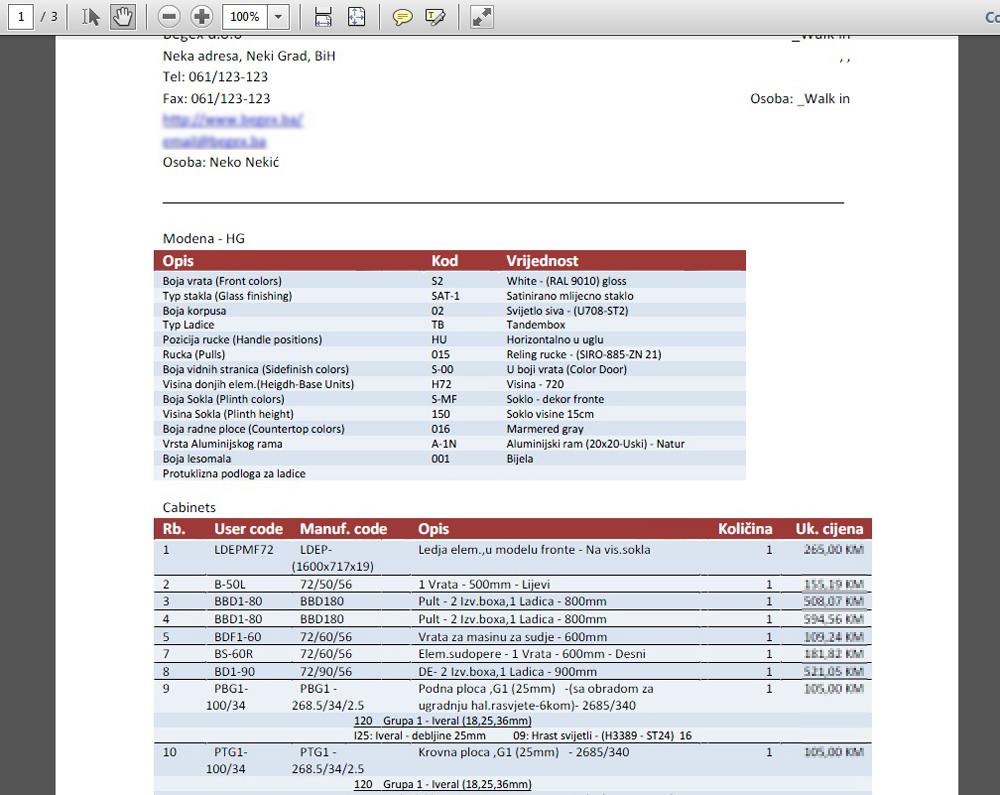 1 / 3 100%
Co
Begex d.o.o _Walk in
Neka adresa, Neki Grad, BiH , ,
Tel: 061/123-123
Fax: 061/123-123 Osoba: _Walk in
http://www.begex.ba/
email@begex.ba
Osoba: Neko Nekić
Modena - HG
Opis Kod Vrijednost
Boja vrata (Front colors) S2 White - (RAL 9010) gloss
Typ stakla (Glass finishing) SAT-1 Satinirano mlijecno staklo
Boja korpusa 02 Svijetlo siva - (U708-ST2)
Typ Ladice TB Tandembox
Pozicija rucke (Handle positions) HU Horizontalno u uglu
Rucka (Pulls) 015 Reling rucke - (SIRO-885-ZN 21)
Boja vidnih stranica (Sidefinish colors) S-00 U boji vrata (Color Door)
Visina donjih elem.(Heigdh-Base Units) H72 Visina - 720
Boja Sokla (Plinth colors) S-MF Soklo - dekor fronte
Visina Sokla (Plinth height) 150 Soklo visine 15cm
Boja radne ploce (Countertop colors) 016 Marmered gray
Vrsta Aluminijskog rama A-1N Aluminijski ram (20x20-Uski) - Natur
Boja lesomala 001 Bijela
Protuklizna podloga za ladice
Cabinets
Rb. User code Manuf. code Opis Količina Uk. cijena
1 LDEPMF72 LDEP- Ledja elem.,u modelu fronte - Na vis.sokla 1 265,00 KM
(1600x717x19)
2 B-50L 72/50/56 1 Vrata - 500mm - Lijevi 1 155,19 KM
3 BBD1-80 BBD180 Pult - 2 Izv.boxa,1 Ladica - 800mm 1 508,07 KM
4 BBD1-80 BBD180 Pult - 2 Izv.boxa,1 Ladica - 800mm 1 594,56 KM
5 BDF1-60 72/60/56 Vrata za masinu za sudje - 600mm 1 109,24 KM
7 BS-60R 72/60/56 Elem.sudopere - 1 Vrata - 600mm - Desni 1 181,82 KM
8 BD1-90 72/90/56 DE- 2 Izv.boxa,1 Ladica - 900mm 1 521,05 KM
9 PBG1- PBG1 - Podna ploca ,G1 (25mm) -(sa obradom za 1 105,00 KM
100/34 268.5/34/2.5 ugradnju hal.rasvjete-6kom)- 2685/340
120 Grupa 1 - Iveral (18,25,36mm)
I25: Iveral - debljine 25mm 09: Hrast svijetli - (H3389 - ST24) 16
10 PTG1- PTG1 - Krovna ploca ,G1 (25mm) - 2685/340 1 105,00 KM
100/34 268.5/34/2.5
120 Grupa 1 - Iveral (18,25,36mm)